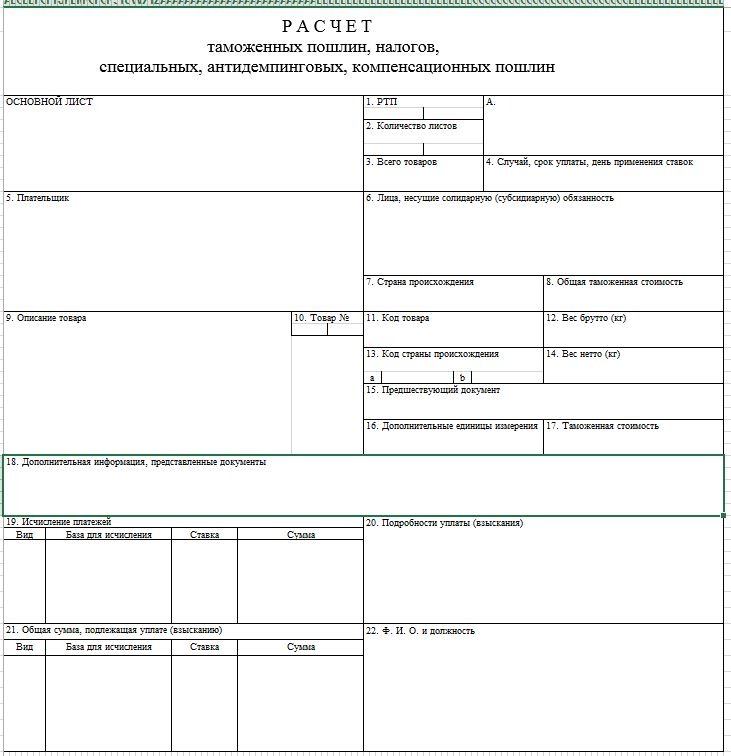 Р А С Ч Е Т
таможенных пошлин, налогов,
специальных, антидемпинговых, компенсационных пошлин
ОСНОВНОЙ ЛИСТ
1. РТП
А.
2. Количество листов
3. Всего товаров
4. Случай, срок уплаты, день применения ставок
5. Плательщик
6. Лица, несущие солидарную (субсидиарную) обязанность
7. Страна происхождения
8. Общая таможенная стоимость
9. Описание товара
10. Товар №
11. Код товара
12. Вес брутто (кг)
13. Код страны происхождения
14. Вес нетто (кг)
a
b
15. Предшествующий документ
16. Дополнительные единицы измерения
17. Таможенная стоимость
18. Дополнительная информация, представленные документы
19. Исчисление платежей
20. Подробности уплаты (взыскания)
Вид
База для исчисления
Ставка
Сумма
21. Общая сумма, подлежащая уплате (взысканию)
22. Ф. И. О. и должность
Вид
База для исчисления
Ставка
Сумма